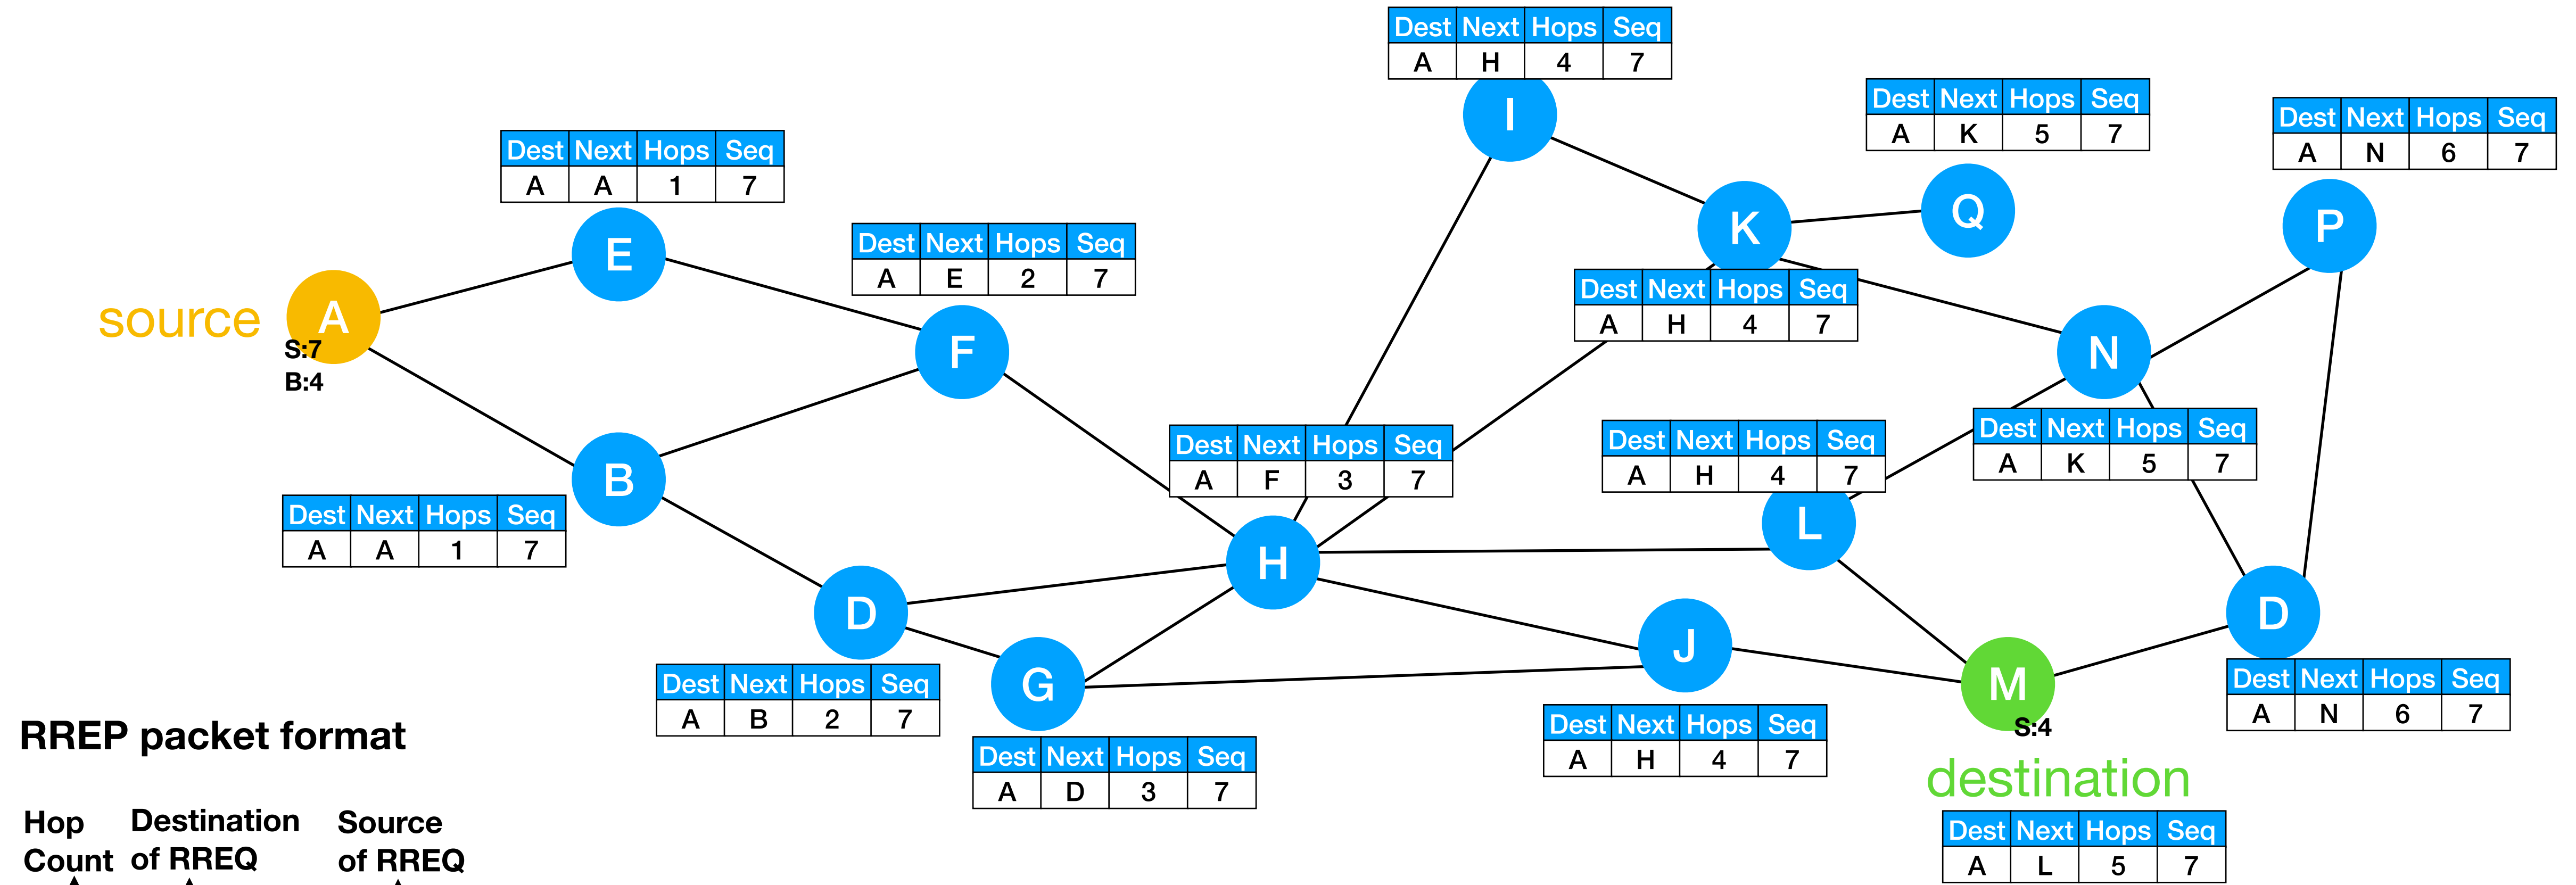 Dest Next Hops Seq
A H 4 7
I
Dest Next Hops Seq
A K 5 7
Dest Next Hops Seq
A N 6 7
Dest Next Hops Seq
A A 1 7
Q
K
P
E
Dest Next Hops Seq
A E 2 7
source
A
S:7
B:4
F
Dest Next Hops Seq
A H 4 7
N
B
Dest Next Hops Seq
A F 3 7
Dest Next Hops Seq
A H 4 7
Dest Next Hops Seq
A K 5 7
Dest Next Hops Seq
A A 1 7
L
H
D
D
J
G
M
S:4
Dest Next Hops Seq
A B 2 7
Dest Next Hops Seq
A N 6 7
Dest Next Hops Seq
A D 3 7
Dest Next Hops Seq
A H 4 7
destination
Dest Next Hops Seq
A L 5 7
RREP packet format
Hop Count
Destination of RREQ
Source of RREQ